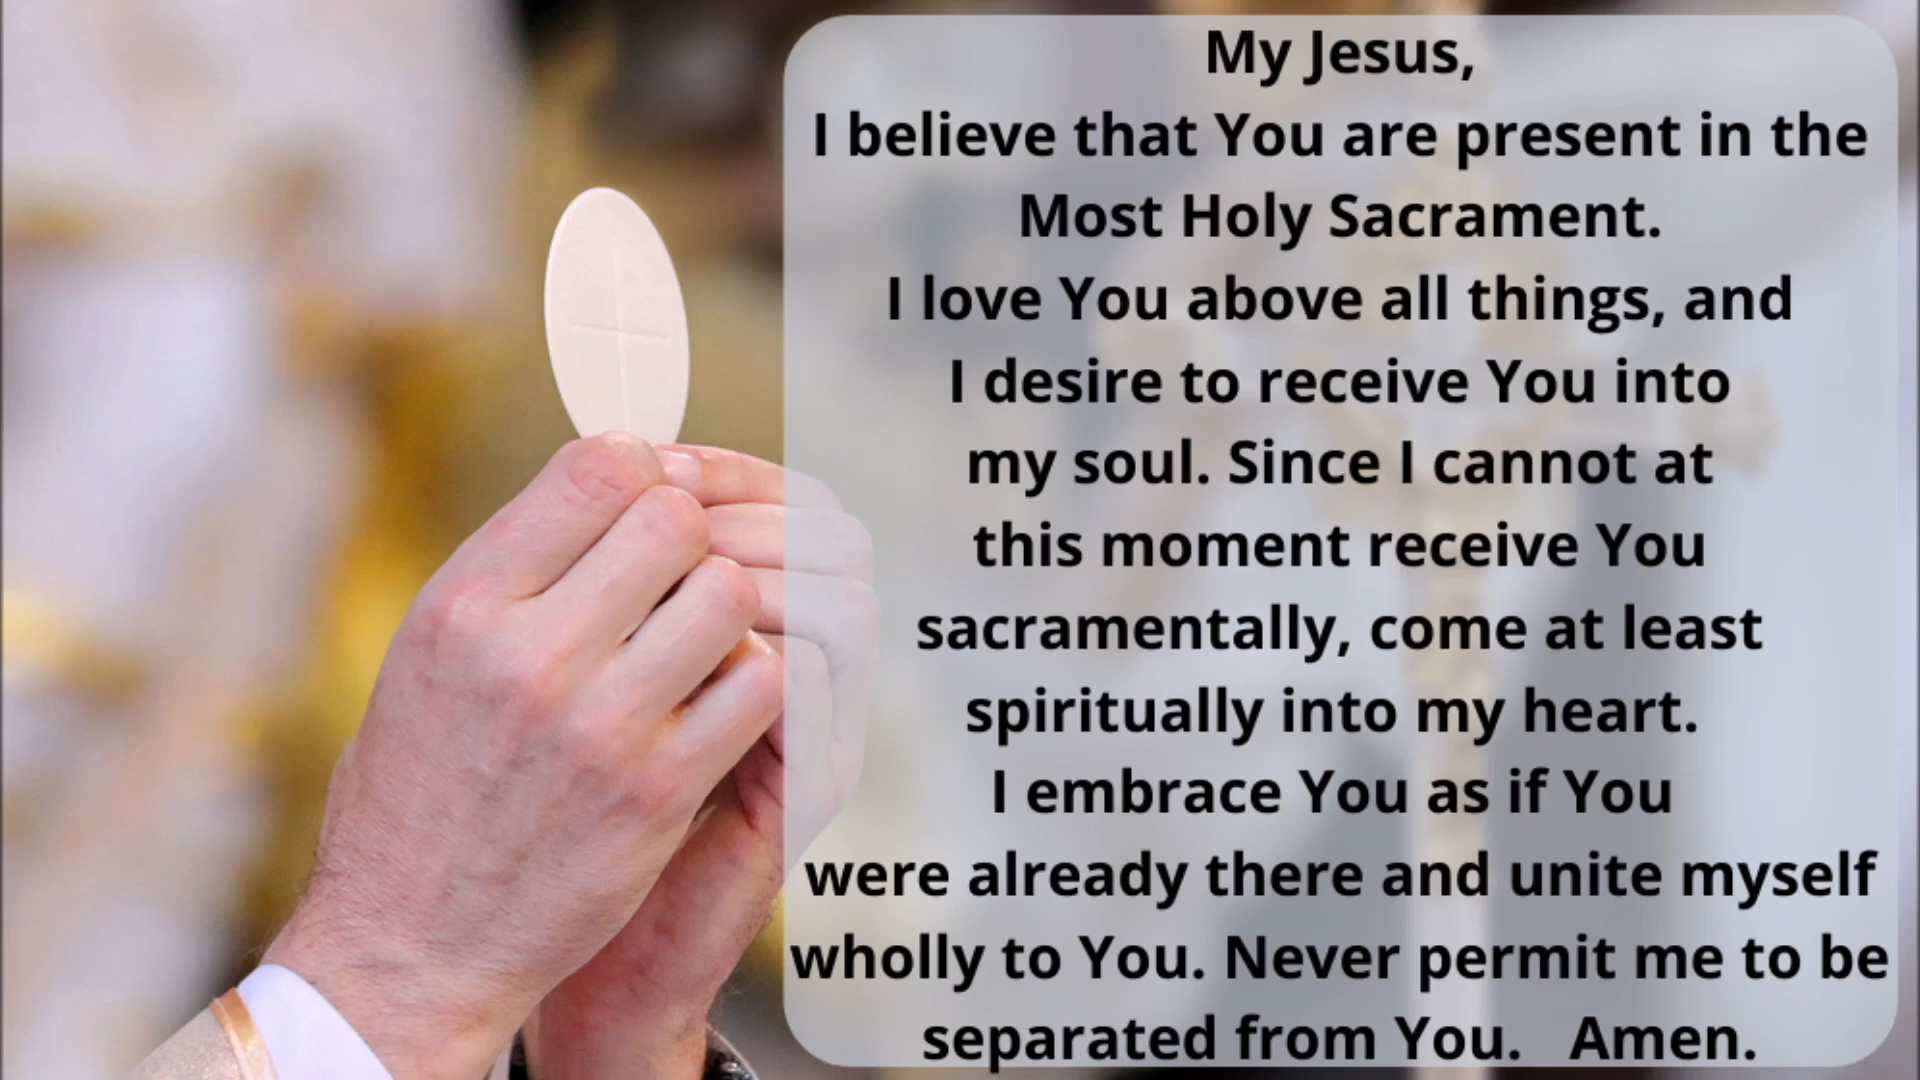 My Jesus,
I believe that You are present in the
Most Holy Sacrament.
I love You above all things, and
I desire to receive You into
my soul. Since I cannot at
this moment receive You
sacramentally, come at least
spiritually into my heart.
I embrace You as if You
were already there and unite myself
wholly to You. Never permit me to be
separated from You. Amen.